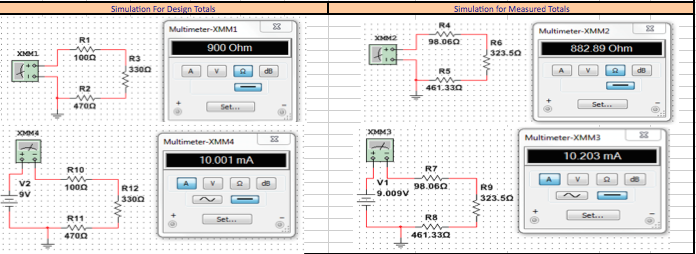 Simulation For Design Totals
Simulation for Measured Totals
XMM1
R1
100Ω
R3
330Ω
R2
470Ω
Multimeter-XMM1
900 Ohm
A V Ω dB
+ Set... -
XMM2
R4
98.06Ω
R6
323.5Ω
R5
461.33Ω
Multimeter-XMM2
882.89 Ohm
A V Ω dB
+ Set... -
XMM4
V2
9V
R10
100Ω
R12
330Ω
R11
470Ω
Multimeter-XMM4
10.001 mA
A V Ω dB
+ Set... -
XMM3
V1
9.009V
R7
98.06Ω
R9
323.5Ω
R8
461.33Ω
Multimeter-XMM3
10.203 mA
A V Ω dB
+ Set... -